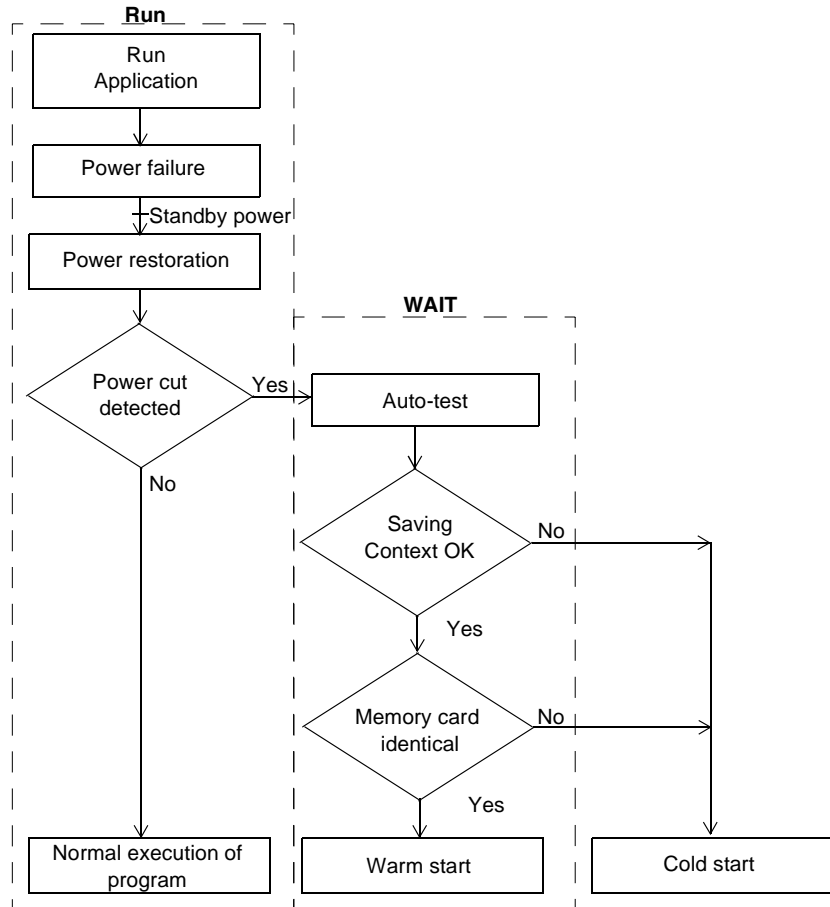 Run
Run
Application
Power failure
Standby power
Power restoration
WAIT
Power cut
detected
Yes
Auto-test
No
Saving
Context OK
No
Yes
Memory card
identical
No
Yes
Normal execution of
program
Warm start
Cold start